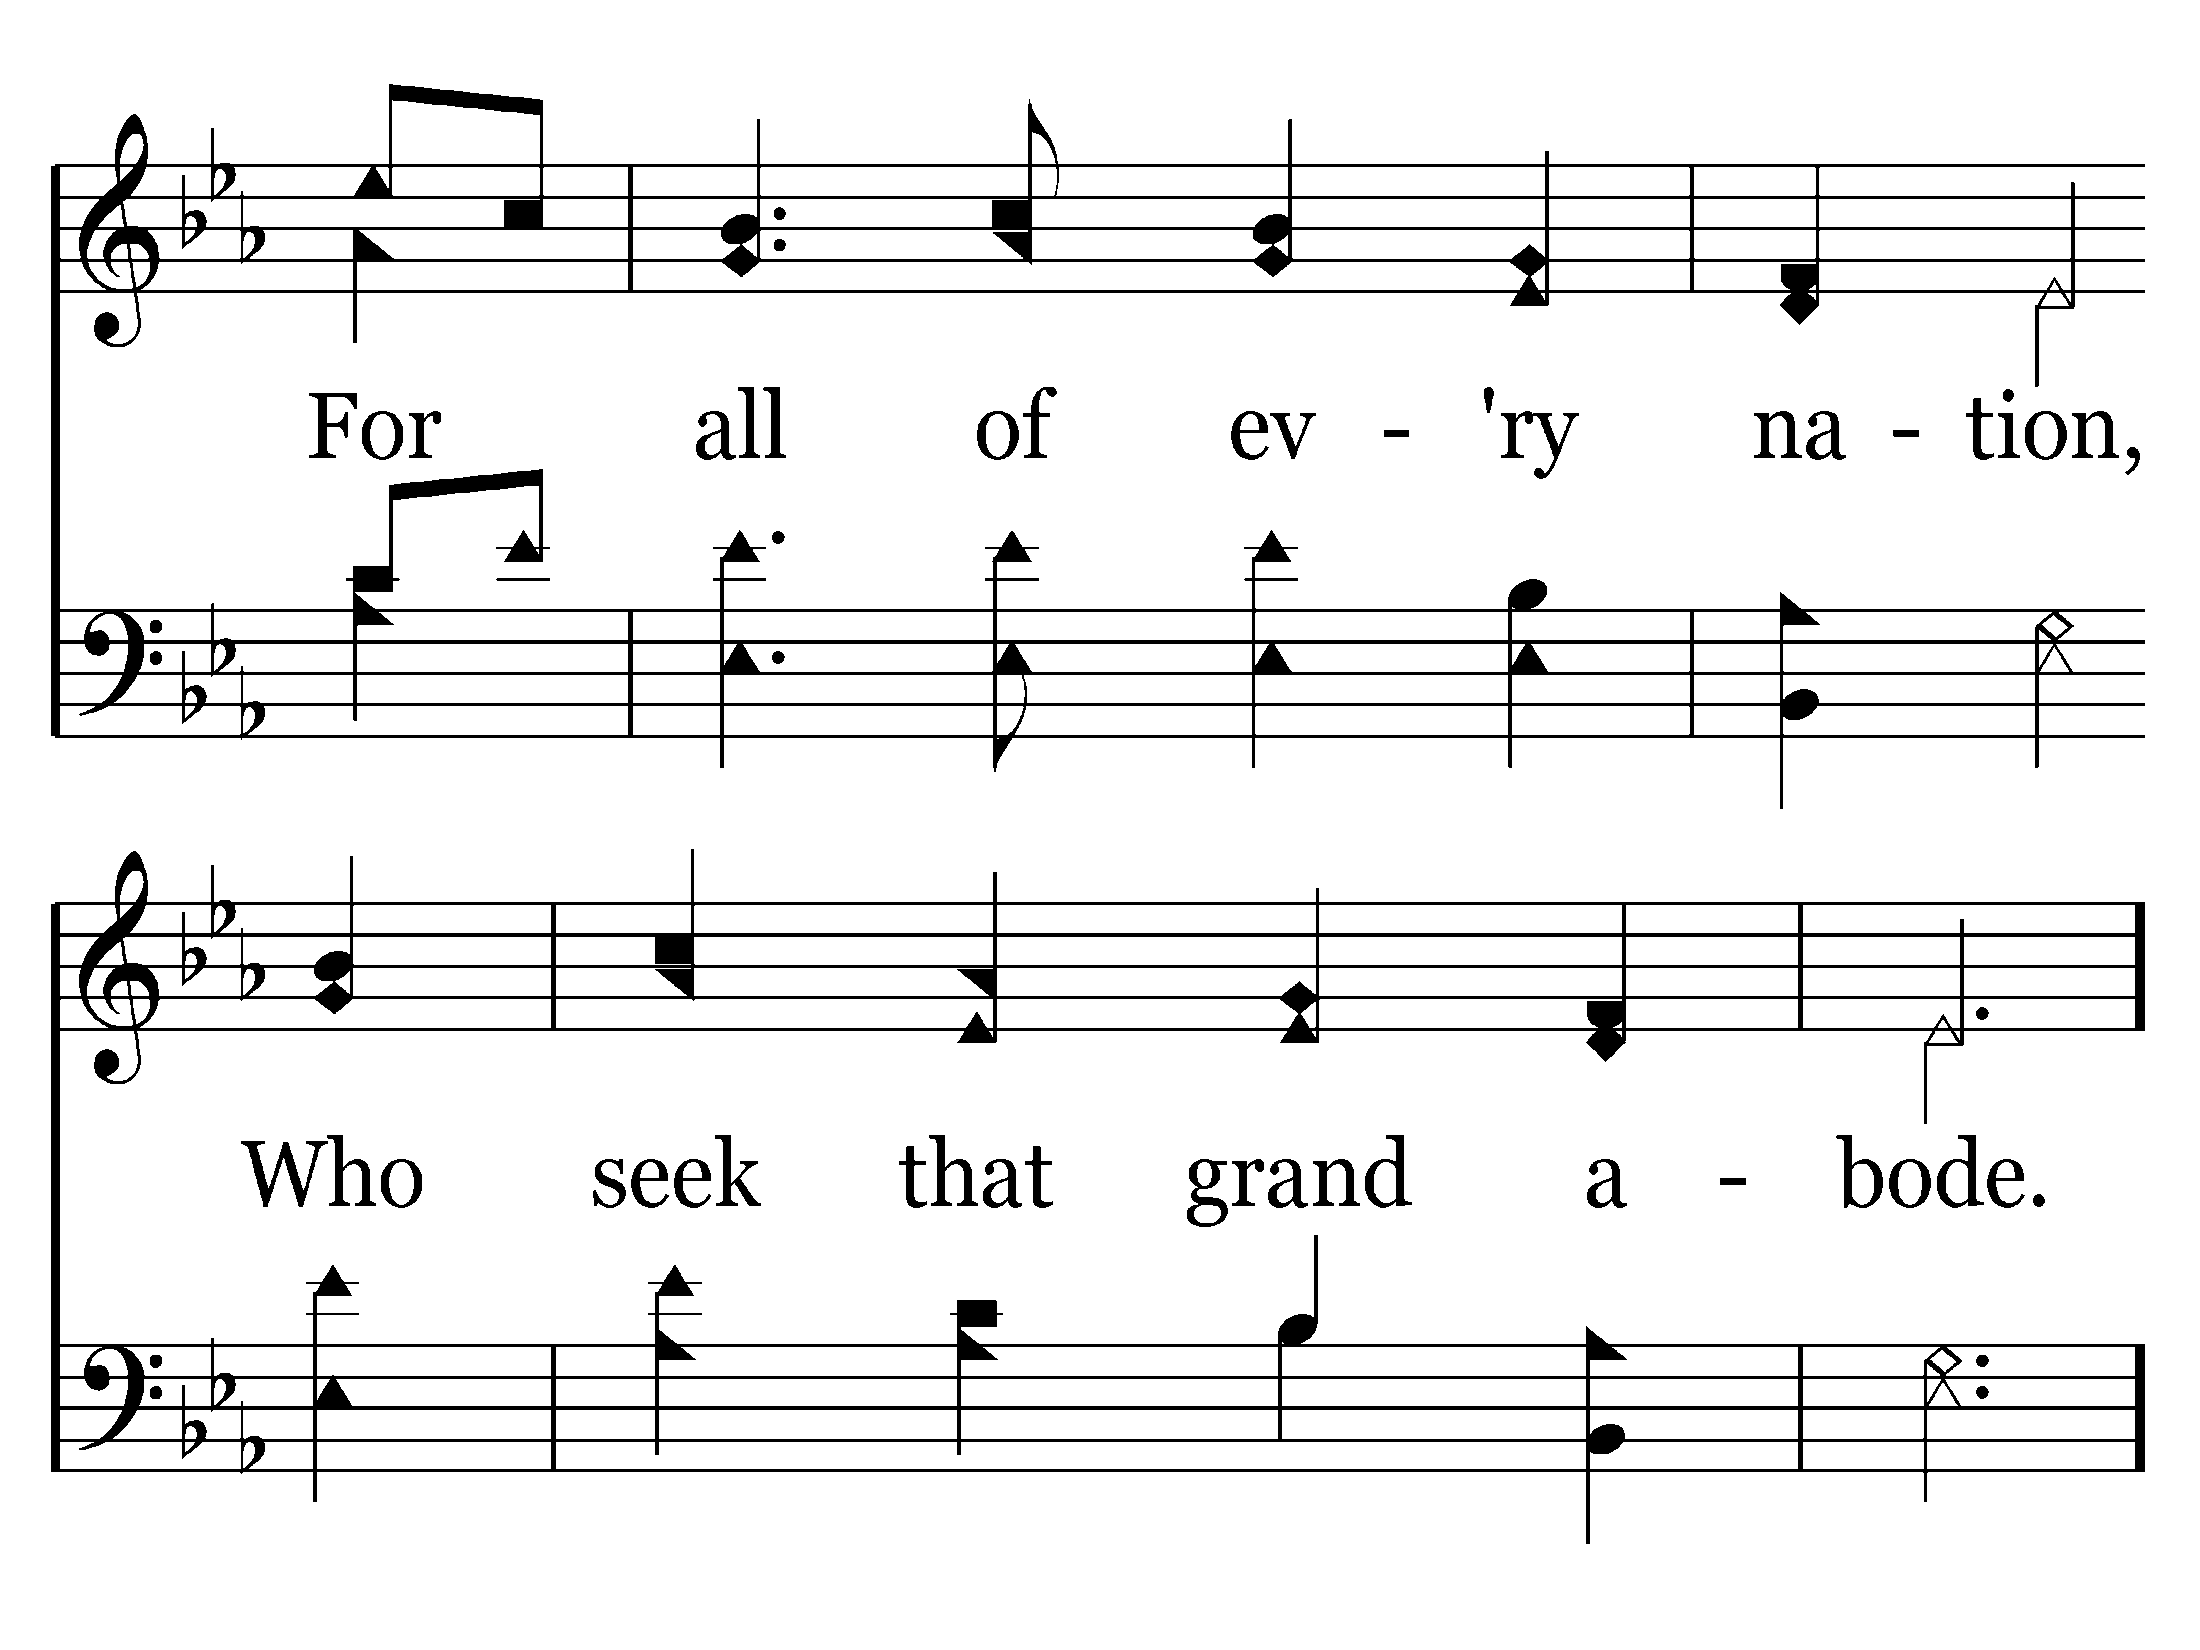 For all of ev - 'ry na - tion,
Who seek that grand a - bode.